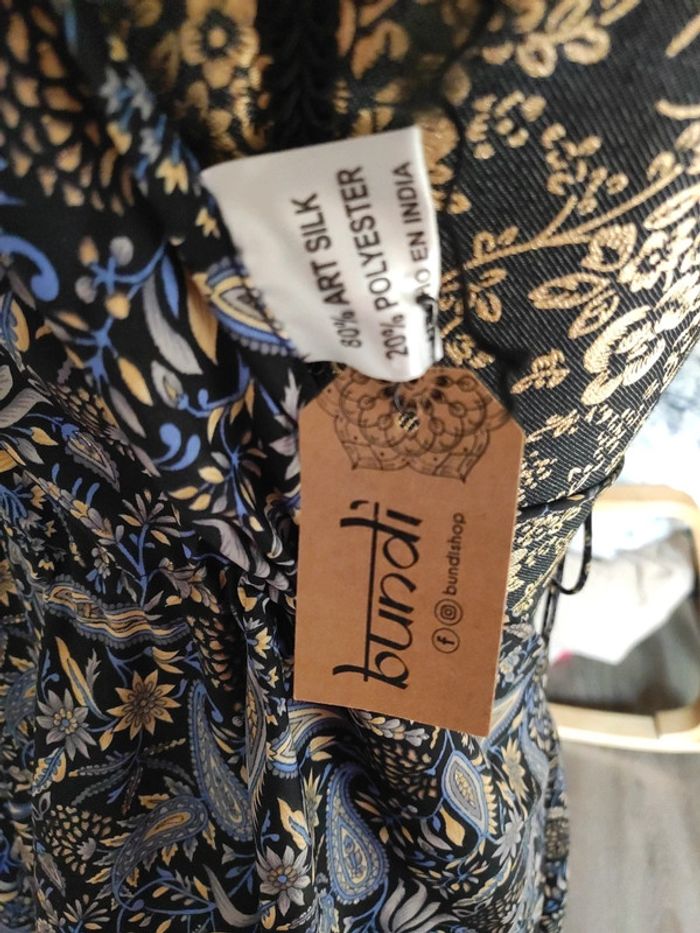 80% ART SILK
20% POLYESTER
EN INDIA
bundi
bundishop